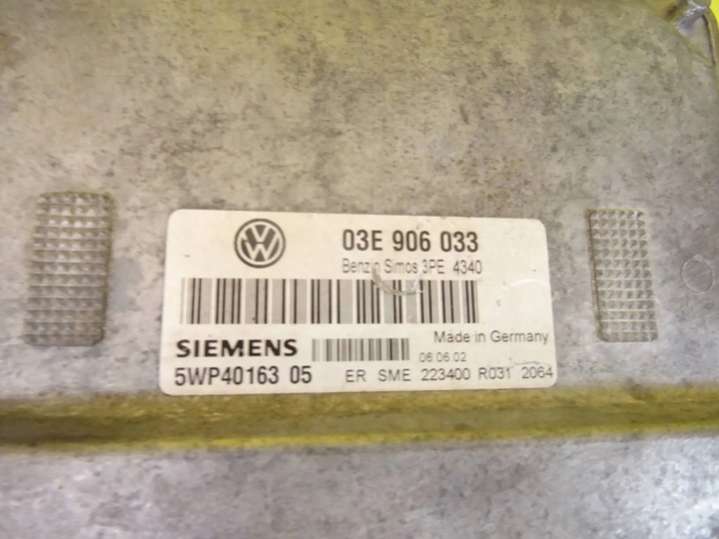 03E 906 033
Benzin Simos 3PE 4340
Made in Germany
SIEMENS
06.06.02
5WP40163 05 ER SME 223400 R031 2064